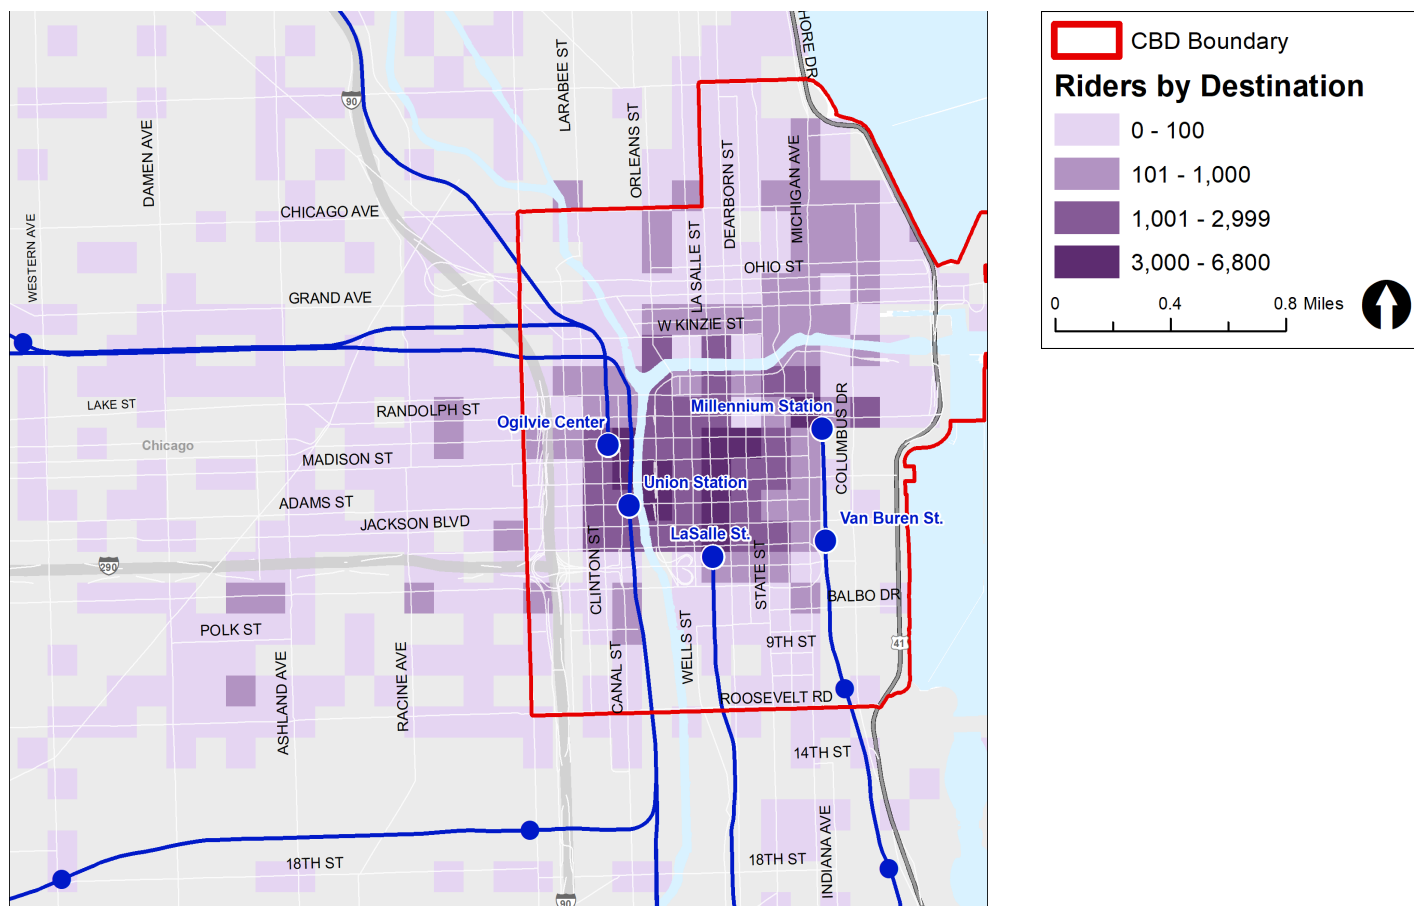 CBD Boundary
Riders by Destination
0 - 100
101 - 1,000
1,001 - 2,999
3,000 - 6,800
0
0.4
0.8 Miles
HORE DR
LARABEE ST
90
ORLEANS ST
DAMEN AVE
DEARBORN ST
MICHIGAN AVE
CHICAGO AVE
WESTERN AVE
LA SALLE ST
OHIO ST
GRAND AVE
W KINZIE ST
LAKE ST
RANDOLPH ST
Millennium Station
COLUMBUS DR
Ogilvie Center
Chicago
MADISON ST
Union Station
ADAMS ST
JACKSON BLVD
Van Buren St.
LaSalle St.
290
CLINTON ST
STATE ST
BALBO DR
POLK ST
9TH ST
41
WELLS ST
CANAL ST
ASHLAND AVE
RACINE AVE
ROOSEVELT RD
14TH ST
INDIANA AVE
18TH ST
18TH ST
90